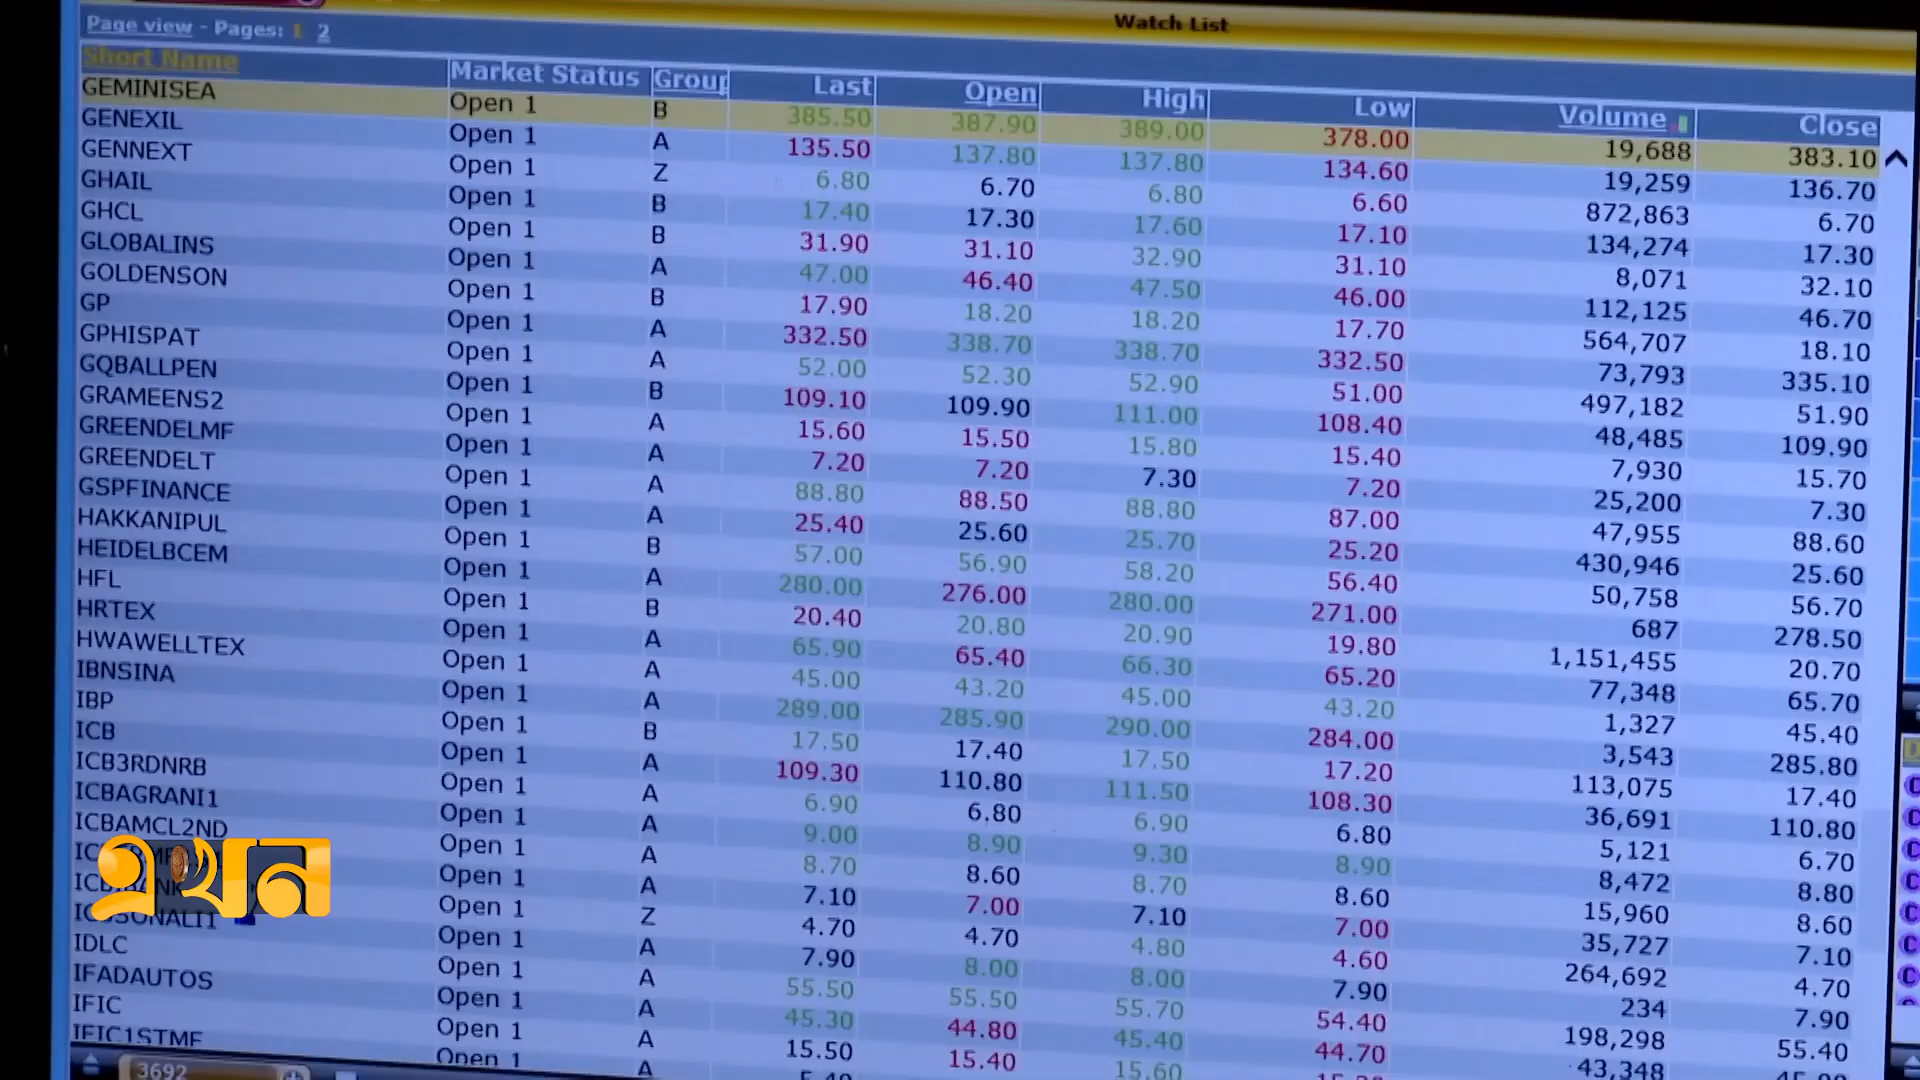 Watch List
Page view - Pages: 1 2
Short Name Market Status Group Last Open High Low Volume Close
GEMINISEA Open 1 B 385.50 387.90 389.00 378.00 19,688 383.10
GENEXIL Open 1 A 135.50 137.80 137.80 134.60 19,259 136.70
GENNEXT Open 1 Z 6.80 6.70 6.80 6.60 872,863 6.70
GHAIL Open 1 B 17.40 17.30 17.60 17.10 134,274 17.30
GHCL Open 1 B 31.90 31.10 32.90 31.10 8,071 32.10
GLOBALINS Open 1 A 47.00 46.40 47.50 46.00 112,125 46.70
GOLDENSON Open 1 B 17.90 18.20 18.20 17.70 564,707 18.10
GP Open 1 A 332.50 338.70 338.70 332.50 73,793 335.10
GPHISPAT Open 1 A 52.00 52.30 52.90 51.00 497,182 51.90
GQBALLPEN Open 1 B 109.10 109.90 111.00 108.40 48,485 109.90
GRAMEENS2 Open 1 A 15.60 15.50 15.80 15.40 7,930 15.70
GREENDELMF Open 1 A 7.20 7.20 7.30 7.20 25,200 7.30
GREENDELT Open 1 A 88.80 88.50 88.80 87.00 47,955 88.60
GSPFINANCE Open 1 A 25.40 25.60 25.70 25.20 430,946 25.60
HAKKANIPUL Open 1 B 57.00 56.90 58.20 56.40 50,758 56.70
HEIDELBCEM Open 1 A 280.00 276.00 280.00 271.00 687 278.50
HFL Open 1 B 20.40 20.80 20.90 19.80 1,151,455 20.70
HRTEX Open 1 A 65.90 65.40 66.30 65.20 77,348 65.70
HWAWELLTEX Open 1 A 45.00 43.20 45.00 43.20 1,327 45.40
IBNSINA Open 1 A 289.00 285.90 290.00 284.00 3,543 285.80
IBP Open 1 B 17.50 17.40 17.50 17.20 113,075 17.40
ICB Open 1 A 109.30 110.80 111.50 108.30 36,691 110.80
ICB3RDNRB Open 1 A 6.90 6.80 6.90 6.80 5,121 6.70
ICBAGRANI1 Open 1 A 9.00 8.90 9.30 8.90 8,472 8.80
ICBAMCL2ND Open 1 A 8.70 8.60 8.70 8.60 15,960 8.60
Open 1 A 7.10 7.00 7.10 7.00 35,727 7.10
Open 1 Z 4.70 4.70 4.80 4.60 264,692 4.70
ICBSONALI1 Open 1 A 7.90 8.00 8.00 7.90 234 7.90
IDLC Open 1 A 55.50 55.50 55.70 54.40 198,298 55.40
IFADAUTOS Open 1 A 45.30 44.80 45.40 44.70 43,348
IFIC Open 1 A 15.50 15.40 15.60
IFIC1STMF Open 1 A
3692
এখন